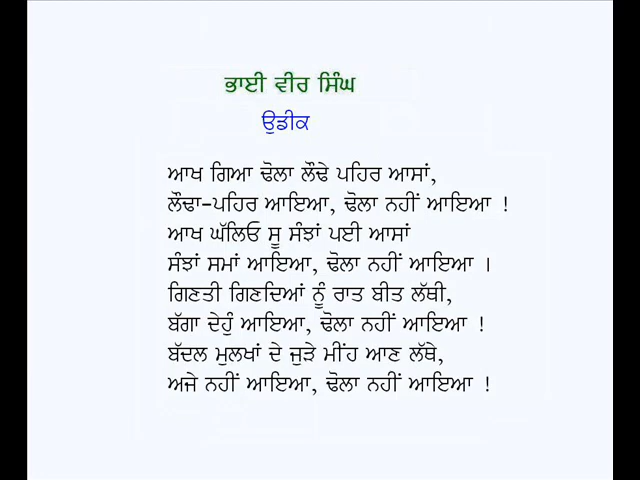 ਭਾਈ ਵੀਰ ਸਿੰਘ
ਉਡੀਕ
ਆਖ ਗਿਆ ਢੋਲਾ ਲੌਢੇ ਪਹਿਰ ਆਸਾਂ,
ਲੌਢਾ-ਪਹਿਰ ਆਇਆ, ਢੋਲਾ ਨਹੀਂ ਆਇਆ !
ਆਖ ਘੱਲਿਓ ਸੂ ਸੰਝਾਂ ਪਈ ਆਸਾਂ
ਸੰਝਾਂ ਸਮਾਂ ਆਇਆ, ਢੋਲਾ ਨਹੀਂ ਆਇਆ ।
ਗਿਣਤੀ ਗਿਣਦਿਆਂ ਨੂੰ ਰਾਤ ਬੀਤ ਲੱਥੀ,
ਬੱਗਾ ਦੇਹੁੰ ਆਇਆ, ਢੋਲਾ ਨਹੀਂ ਆਇਆ !
ਬੱਦਲ ਮੁਲਖਾਂ ਦੇ ਜੁੜੇ ਮੀਂਹ ਆਣ ਲੱਥੇ,
ਅਜੇ ਨਹੀਂ ਆਇਆ, ਢੋਲਾ ਨਹੀਂ ਆਇਆ !